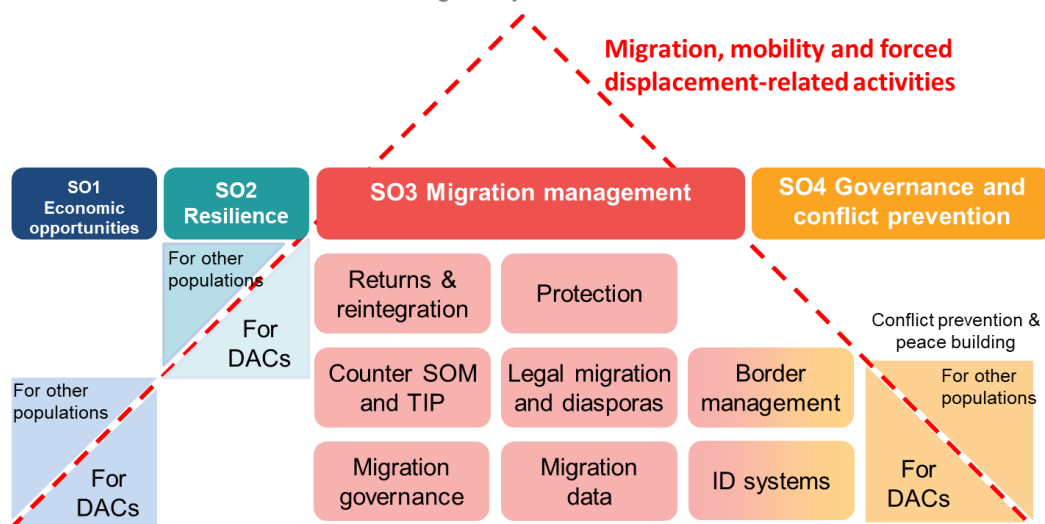 Migration, mobility and forced
displacement-related activities
SO1
Economic
opportunities
SO2
Resilience
SO3 Migration management
SO4 Governance and
conflict prevention
For other
populations
For
DACs
Returns &
reintegration
Protection
Conflict prevention &
peace building
For other
populations
For
DACs
Counter SOM
and TIP
Legal migration
and diasporas
Border
management
For other
populations
For
DACs
Migration
governance
Migration
data
ID systems